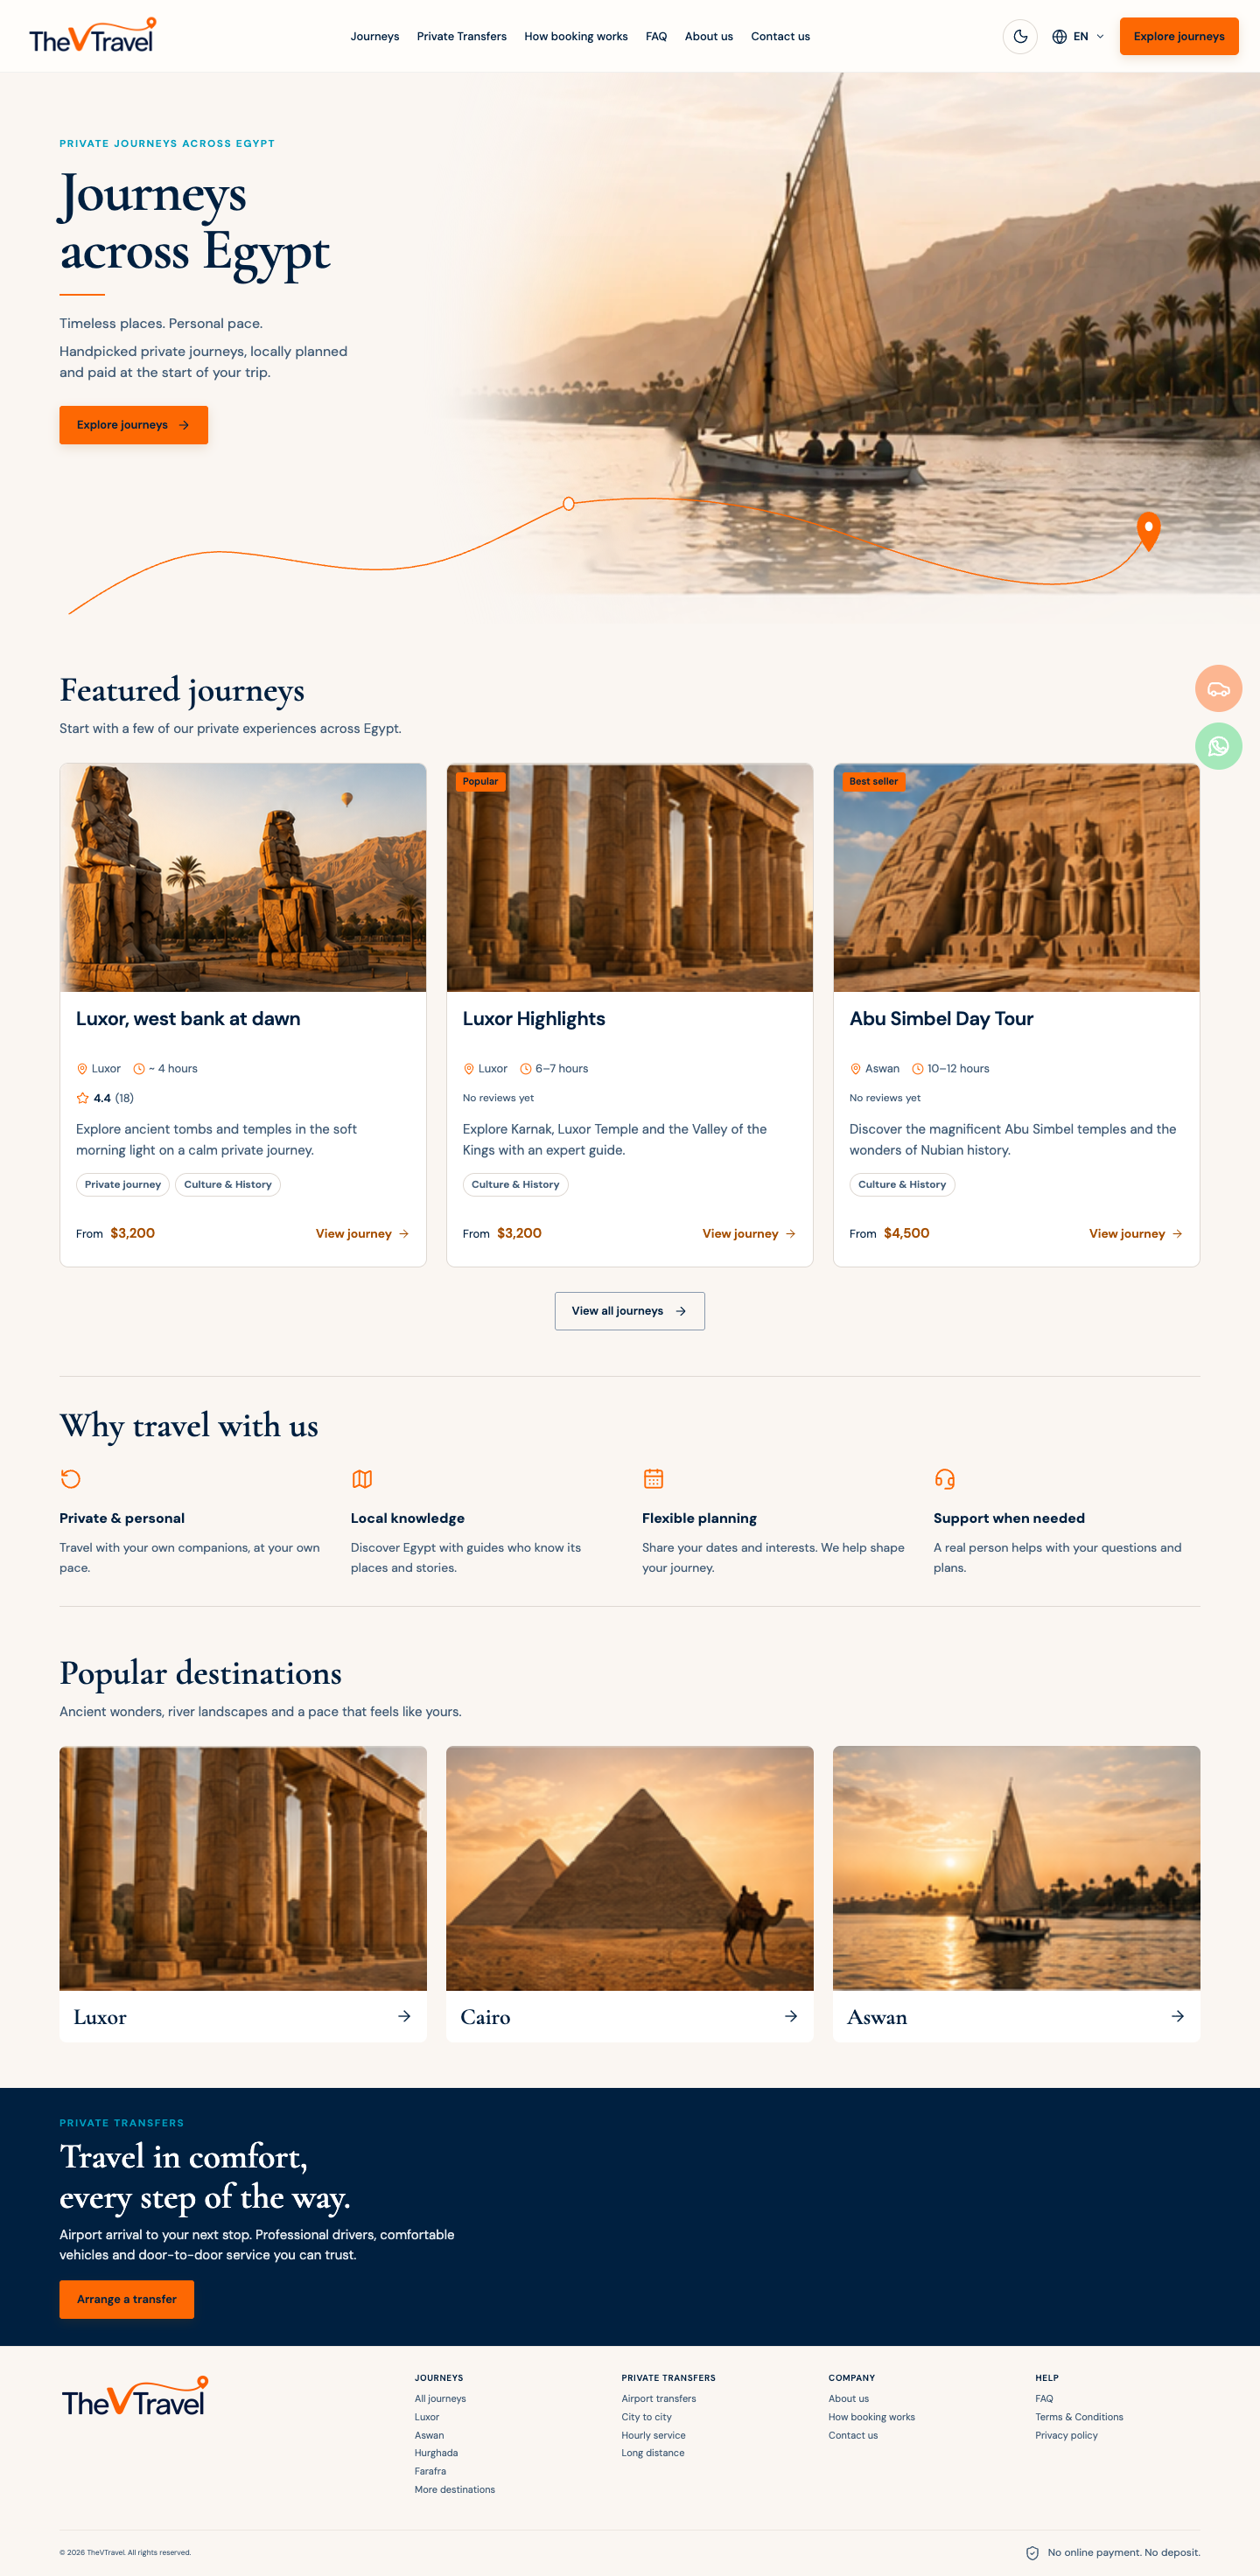 TheVTravel
Journeys
Private Transfers
How booking works
FAQ
About us
Contact us
EN
Explore journeys
PRIVATE JOURNEYS ACROSS EGYPT
Journeys
across Egypt
Timeless places. Personal pace.
Handpicked private journeys, locally planned
and paid at the start of your trip.
Explore journeys
Featured journeys
Start with a few of our private experiences across Egypt.
Luxor, west bank at dawn
Luxor ~ 4 hours
4.4 (18)
Explore ancient tombs and temples in the soft
morning light on a calm private journey.
Private journey
Culture & History
From $3,200
View journey
Popular
Luxor Highlights
Luxor 6–7 hours
No reviews yet
Explore Karnak, Luxor Temple and the Valley of the
Kings with an expert guide.
Culture & History
From $3,200
View journey
Best seller
Abu Simbel Day Tour
Aswan 10–12 hours
No reviews yet
Discover the magnificent Abu Simbel temples and the
wonders of Nubian history.
Culture & History
From $4,500
View journey
View all journeys
Why travel with us
Private & personal
Travel with your own companions, at your own
pace.
Local knowledge
Discover Egypt with guides who know its
places and stories.
Flexible planning
Share your dates and interests. We help shape
your journey.
Support when needed
A real person helps with your questions and
plans.
Popular destinations
Ancient wonders, river landscapes and a pace that feels like yours.
Luxor
Cairo
Aswan
PRIVATE TRANSFERS
Travel in comfort,
every step of the way.
Airport arrival to your next stop. Professional drivers, comfortable
vehicles and door-to-door service you can trust.
Arrange a transfer
TheVTravel
JOURNEYS
All journeys
Luxor
Aswan
Hurghada
Farafra
More destinations
PRIVATE TRANSFERS
Airport transfers
City to city
Hourly service
Long distance
COMPANY
About us
How booking works
Contact us
HELP
FAQ
Terms & Conditions
Privacy policy
© 2026 TheVTravel. All rights reserved.
No online payment. No deposit.